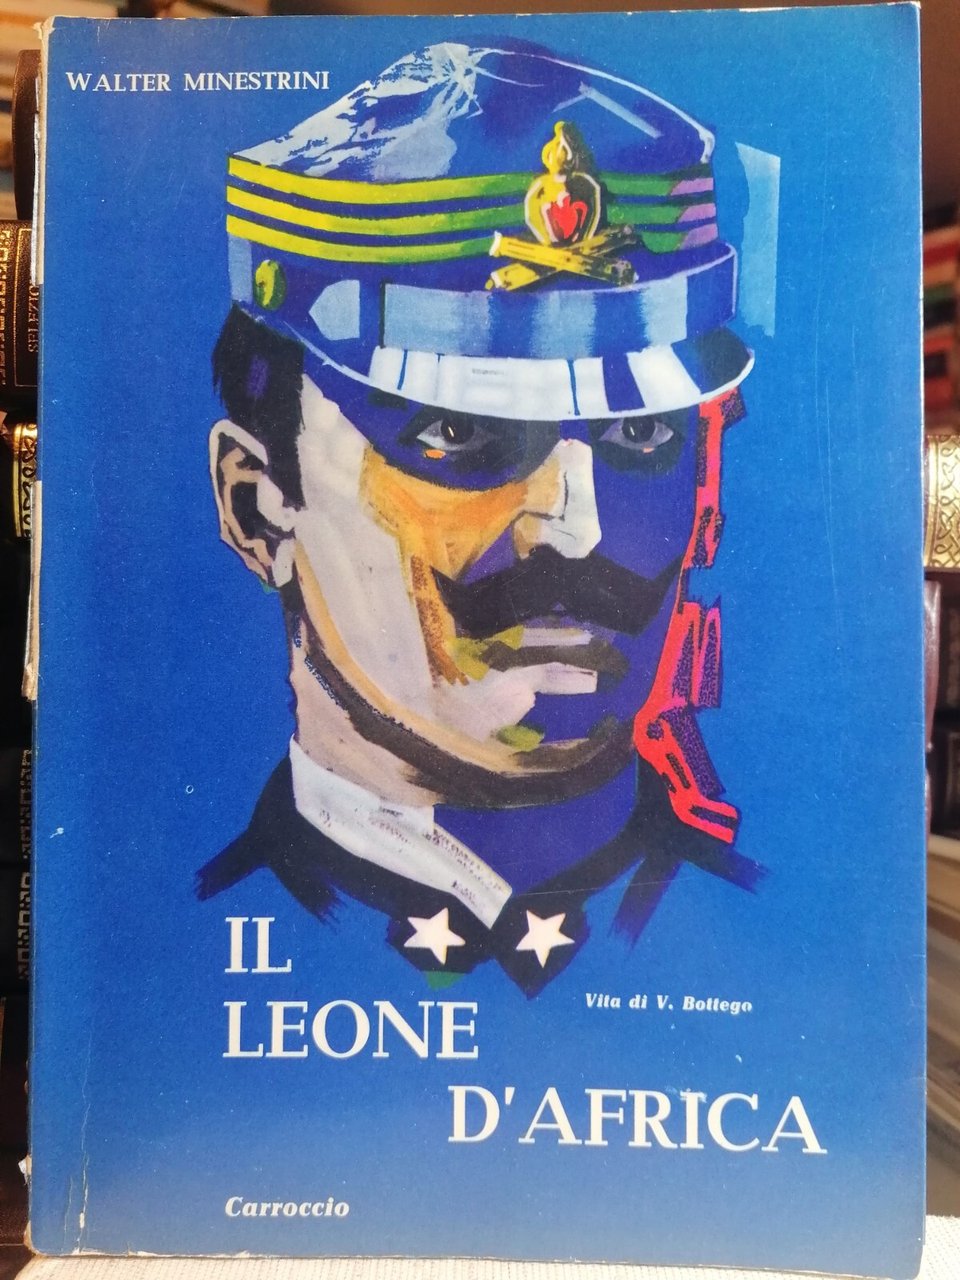 WALTER MINESTRINI
IL
LEONE
D'AFRICA
Vita di V. Bottego
Carroccio